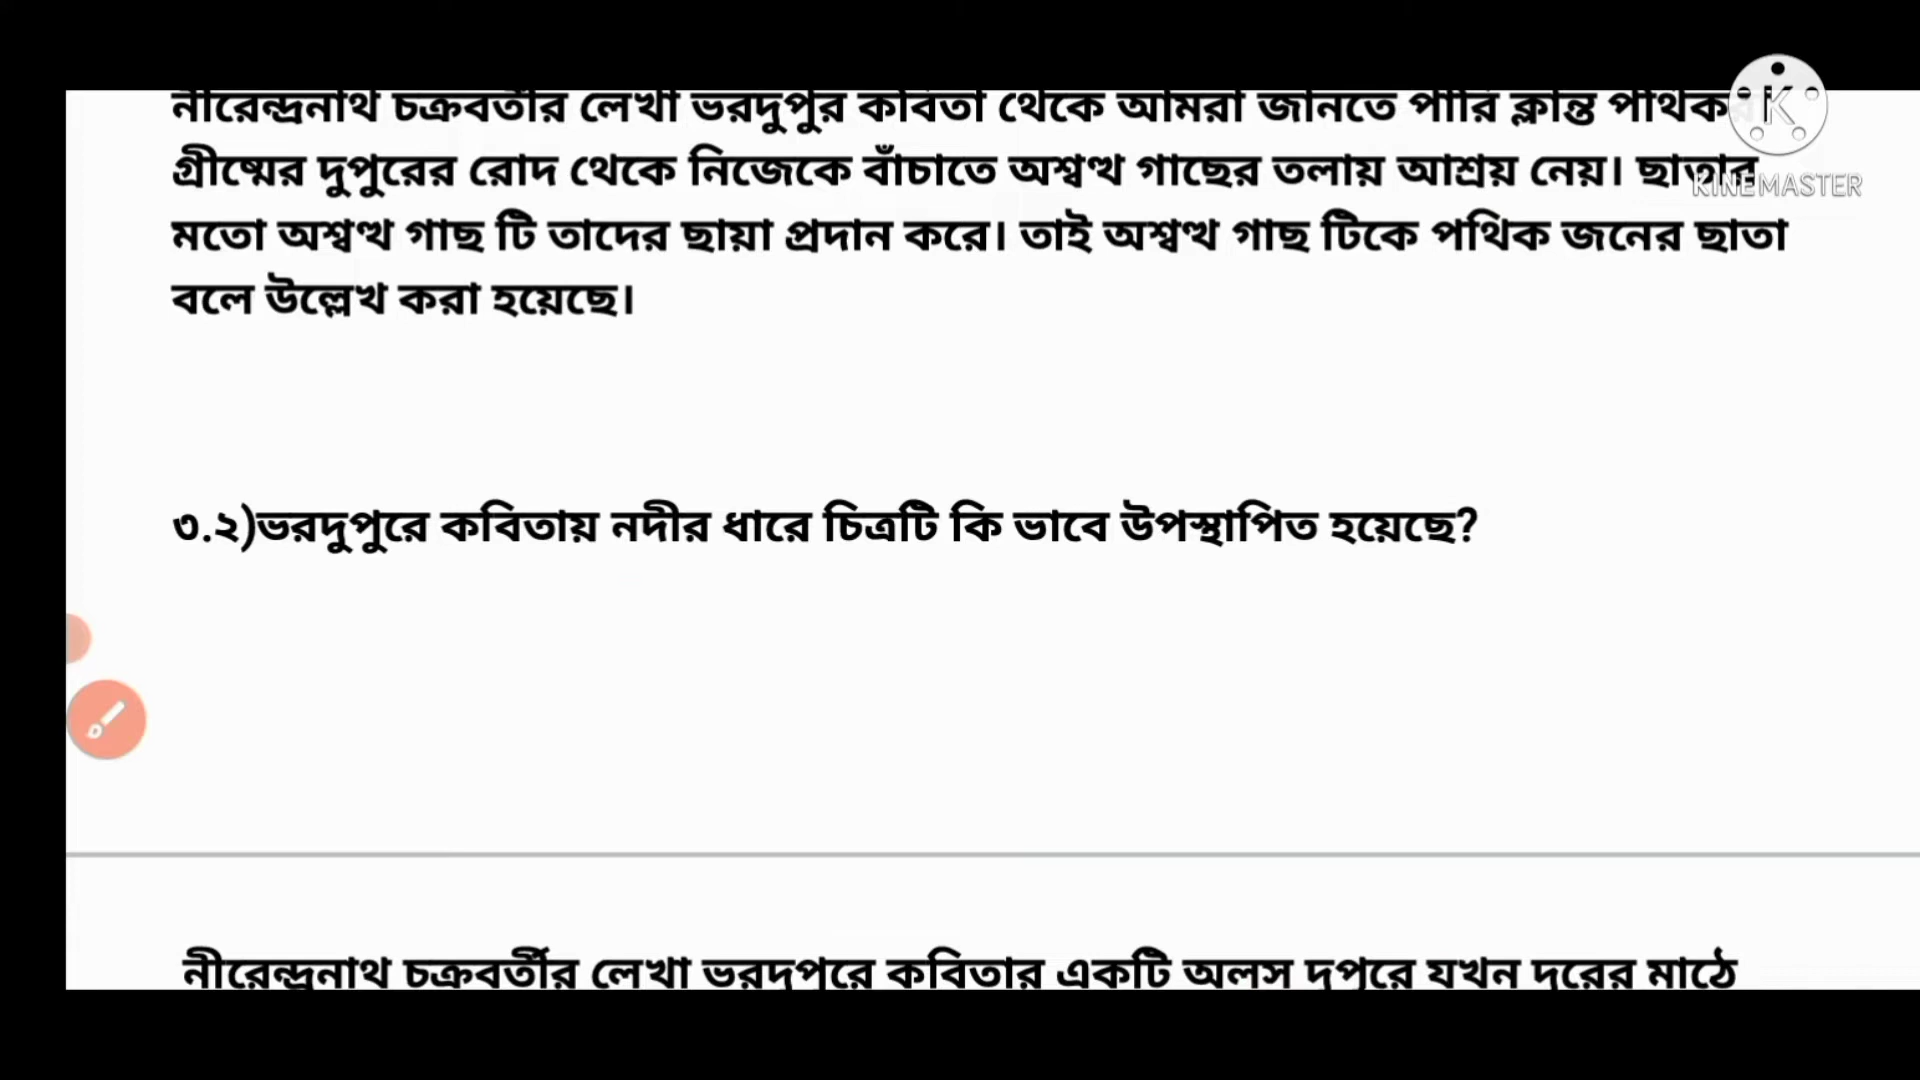 নীরেন্দ্রনাথ চক্রবর্তীর লেখা ভরদুপুর কবিতা থেকে আমরা জানতে পারি ক্লান্ত পথিকরা
গ্রীষ্মের দুপুরের রোদ থেকে নিজেকে বাঁচাতে অশ্বত্থ গাছের তলায় আশ্রয় নেয়। ছাতার
KINEMASTER
মতো অশ্বত্থ গাছ টি তাদের ছায়া প্রদান করে। তাই অশ্বত্থ গাছ টিকে পথিক জনের ছাতা
বলে উল্লেখ করা হয়েছে।
৩.২)ভরদুপুরে কবিতায় নদীর ধারে চিত্রটি কি ভাবে উপস্থাপিত হয়েছে?
নীরেন্দ্রনাথ চক্রবর্তীর লেখা ভরদুপুরে কবিতার একটি অলস দুপুরে যখন দূরের মাঠে